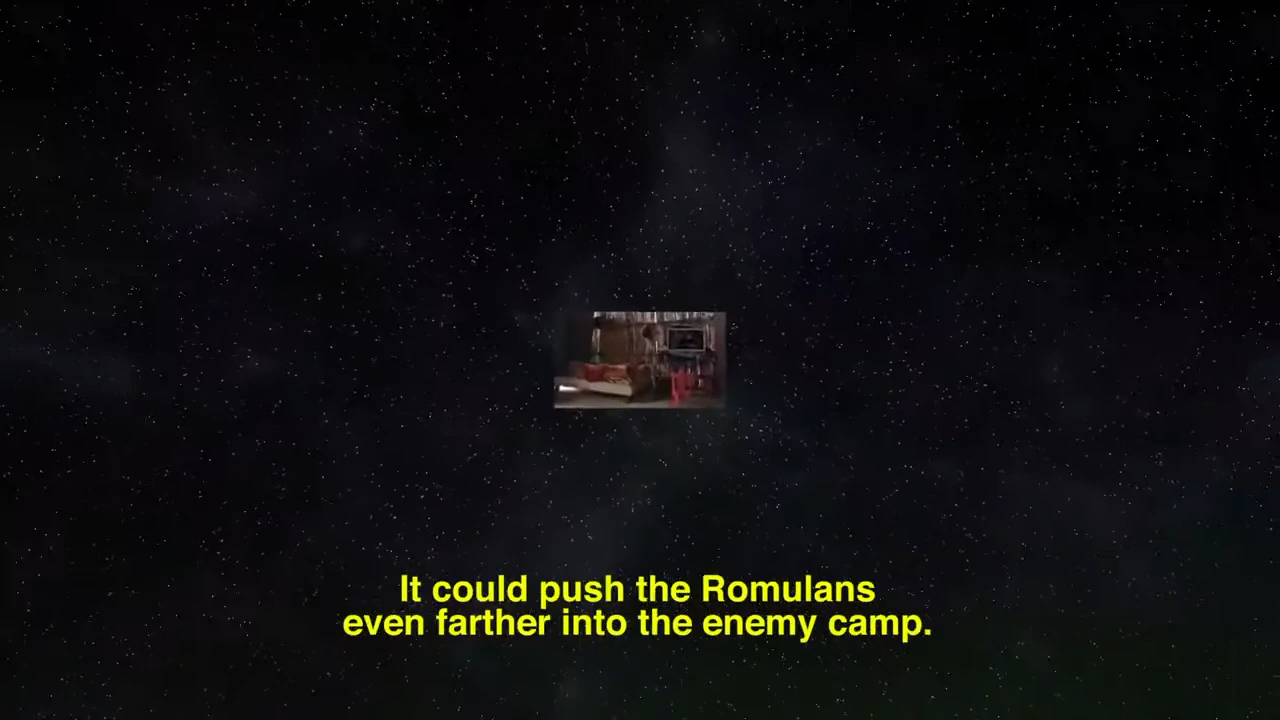 It could push the Romulans
even farther into the enemy camp.